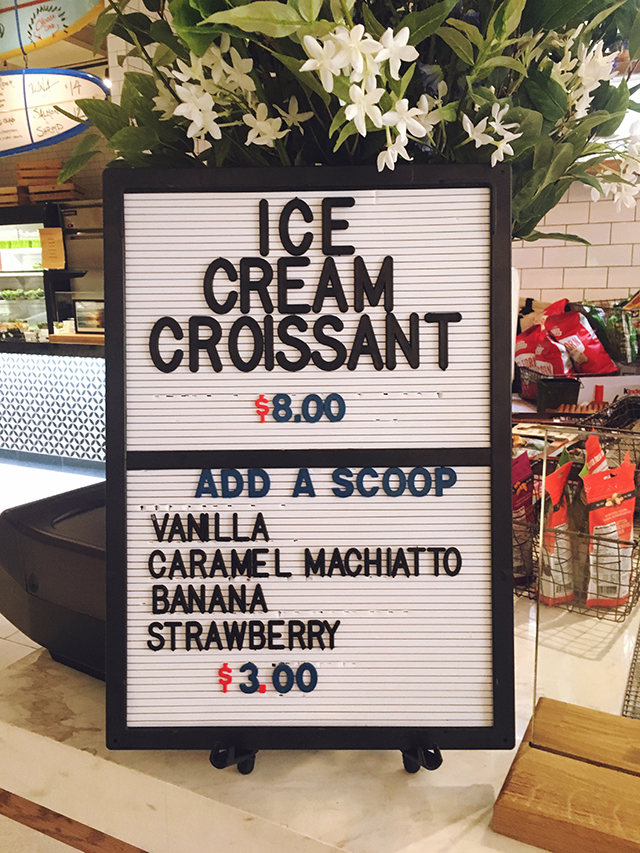 ICE
CREAM
CROISSANT
$8.00
ADD A SCOOP
VANILLA
CARAMEL MACHIATTO
BANANA
STRAWBERRY
$3.00